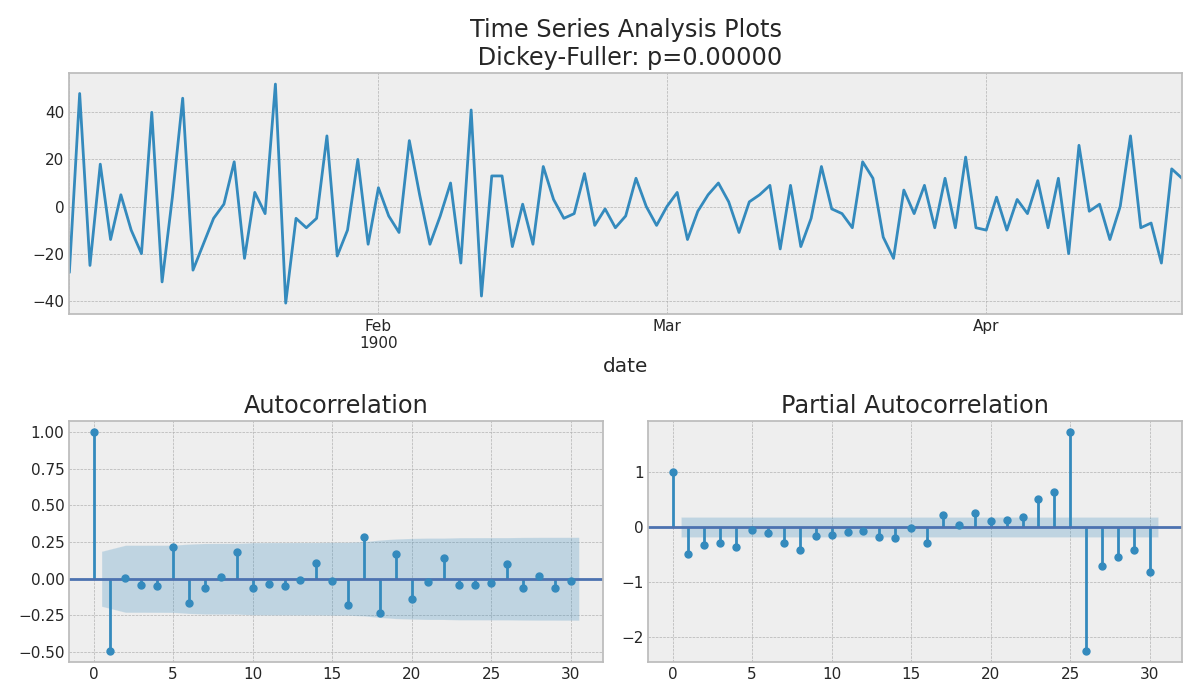 Time Series Analysis Plots
Dickey-Fuller: p=0.00000
40
20
0
−20
−40
Feb
1900
Mar
Apr
date
Autocorrelation
1.00
0.75
0.50
0.25
0.00
−0.25
−0.50
0 5 10 15 20 25 30
Partial Autocorrelation
1
0
−1
−2
0 5 10 15 20 25 30